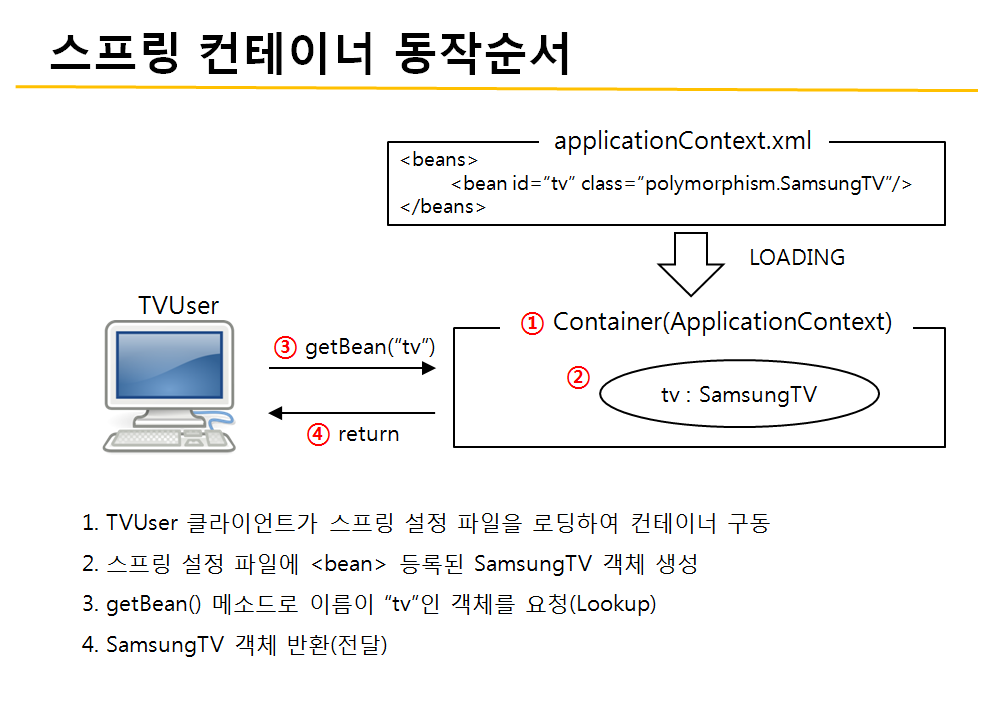 스프링 컨테이너 동작순서
applicationContext.xml
<beans>
<bean id="tv" class="polymorphism.SamsungTV"/>
</beans>
LOADING
TVUser
① Container(ApplicationContext)
③ getBean("tv")
②
tv : SamsungTV
④ return
1. TVUser 클라이언트가 스프링 설정 파일을 로딩하여 컨테이너 구동
2. 스프링 설정 파일에 <bean> 등록된 SamsungTV 객체 생성
3. getBean() 메소드로 이름이 "tv"인 객체를 요청(Lookup)
4. SamsungTV 객체 반환(전달)